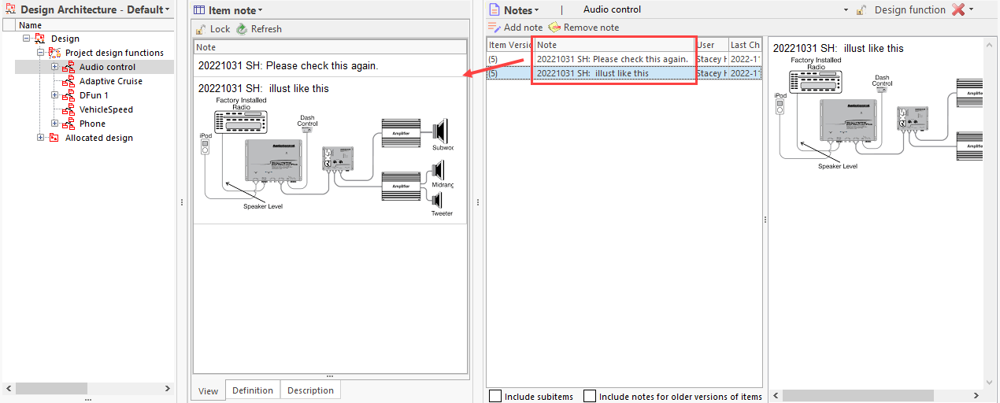 Design Architecture - Default
Name
Design
Project design functions
Audio control
Adaptive Cruise
DFun 1
VehicleSpeed
Phone
Allocated design
Item note
Lock Refresh
Note
20221031 SH: Please check this again.
20221031 SH: illust like this
Factory Installed
Radio
Dash
Control
iPod
Amplifier
Subwoo
Amplifier
Midrang
Tweeter
Speaker Level
View Definition Description
Notes | Audio control Design function
Add note Remove note
Item Versio Note User Last Ch
(5) 20221031 SH: Please check this again. Stacey H 2022-11
(5) 20221031 SH: illust like this Stacey H 2022-11
Include subitems Include notes for older versions of items
20221031 SH: illust like this
Factory Installed
Radio
Dash
Control
iPod
Speaker Level